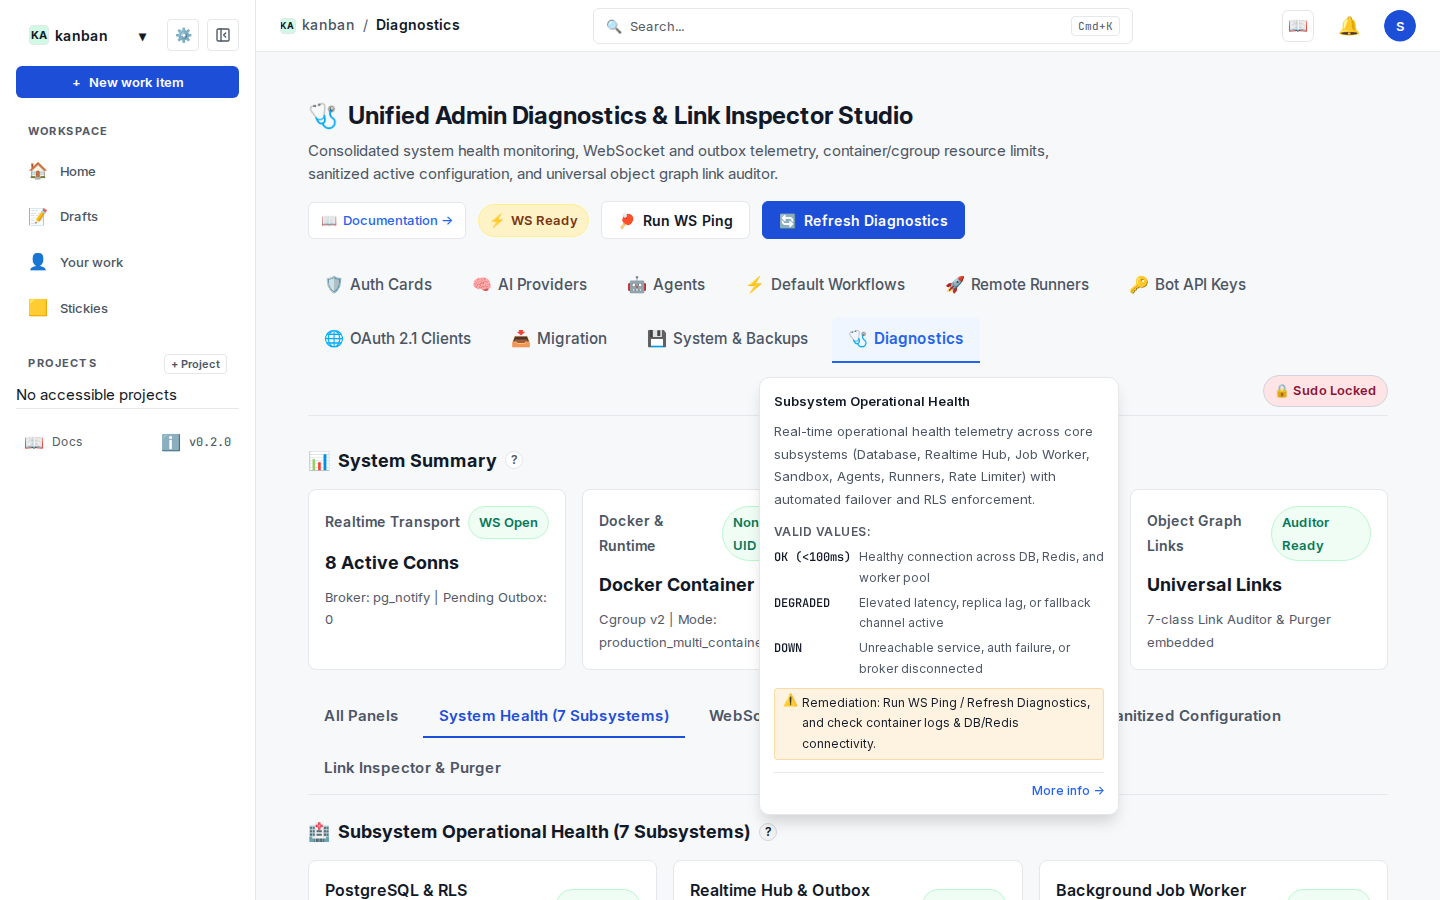 KA kanban ▾
+ New work item
WORKSPACE
Home
Drafts
Your work
Stickies
PROJECTS + Project
No accessible projects
Docs v0.2.0
KA kanban / Diagnostics
Search... Cmd+K
S
Unified Admin Diagnostics & Link Inspector Studio
Consolidated system health monitoring, WebSocket and outbox telemetry, container/cgroup resource limits,
sanitized active configuration, and universal object graph link auditor.
Documentation → WS Ready Run WS Ping Refresh Diagnostics
Auth Cards AI Providers Agents Default Workflows Remote Runners Bot API Keys
OAuth 2.1 Clients Migration System & Backups Diagnostics
Sudo Locked
System Summary ?
Realtime Transport WS Open
8 Active Conns
Broker: pg_notify | Pending Outbox:
0
Docker &
Runtime
UID
Docker Container
Cgroup v2 | Mode:
Object Graph
Links
Auditor
Ready
Universal Links
7-class Link Auditor & Purger
embedded
Subsystem Operational Health
Real-time operational health telemetry across core
subsystems (Database, Realtime Hub, Job Worker,
Sandbox, Agents, Runners, Rate Limiter) with
automated failover and RLS enforcement.
VALID VALUES:
OK (<100ms) Healthy connection across DB, Redis, and
worker pool
DEGRADED Elevated latency, replica lag, or fallback
channel active
DOWN Unreachable service, auth failure, or
broker disconnected
Remediation: Run WS Ping / Refresh Diagnostics,
and check container logs & DB/Redis
connectivity.
More info →
All Panels System Health (7 Subsystems) Configuration
Link Inspector & Purger
Subsystem Operational Health (7 Subsystems) ?
PostgreSQL & RLS Realtime Hub & Outbox Background Job Worker